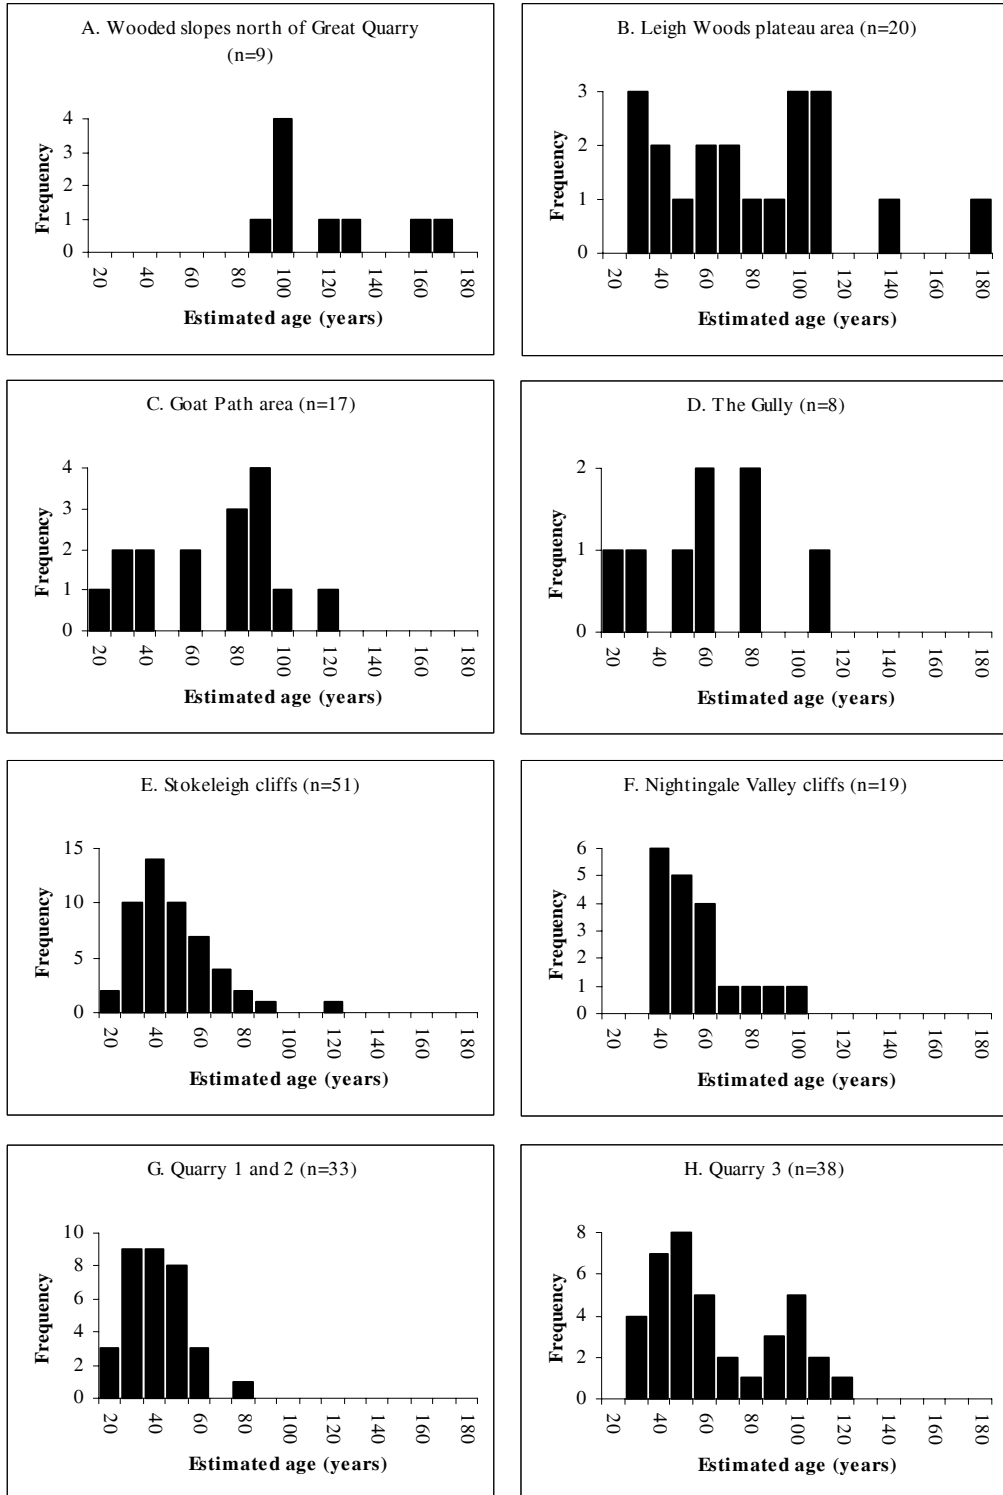 A. Wooded slopes north of Great Quarry
(n=9)
4
3
2
1
0
Frequency
20 40 60 80 100 120 140 160 180
Estimated age (years)
B. Leigh Woods plateau area (n=20)
3
2
1
0
Frequency
20 40 60 80 100 120 140 160 180
Estimated age (years)
C. Goat Path area (n=17)
4
3
2
1
0
Frequency
20 40 60 80 100 120 140 160 180
Estimated age (years)
D. The Gully (n=8)
2
1
0
Frequency
20 40 60 80 100 120 140 160 180
Estimated age (years)
E. Stokeleigh cliffs (n=51)
15
10
5
0
Frequency
20 40 60 80 100 120 140 160 180
Estimated age (years)
F. Nightingale Valley cliffs (n=19)
6
5
4
3
2
1
0
Frequency
20 40 60 80 100 120 140 160 180
Estimated age (years)
G. Quarry 1 and 2 (n=33)
10
8
6
4
2
0
Frequency
20 40 60 80 100 120 140 160 180
Estimated age (years)
H. Quarry 3 (n=38)
8
6
4
2
0
Frequency
20 40 60 80 100 120 140 160 180
Estimated age (years)